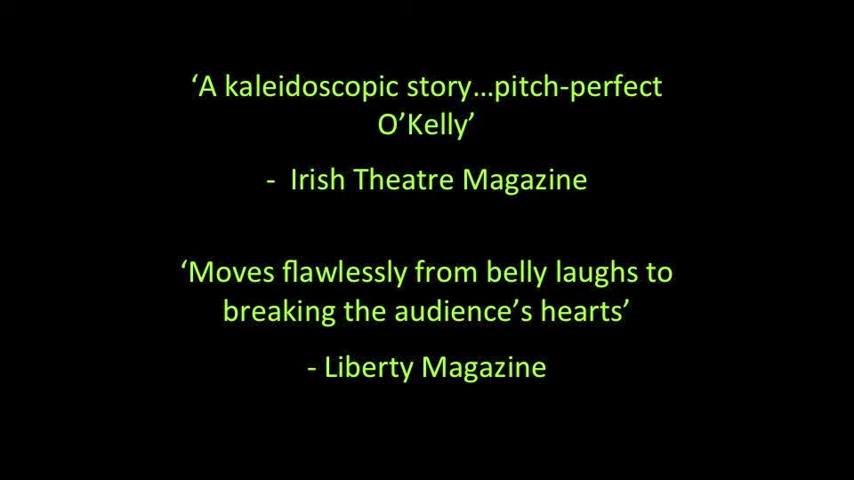 ‘A kaleidoscopic story…pitch-perfect
O’Kelly’
- Irish Theatre Magazine
‘Moves flawlessly from belly laughs to
breaking the audience’s hearts’
- Liberty Magazine